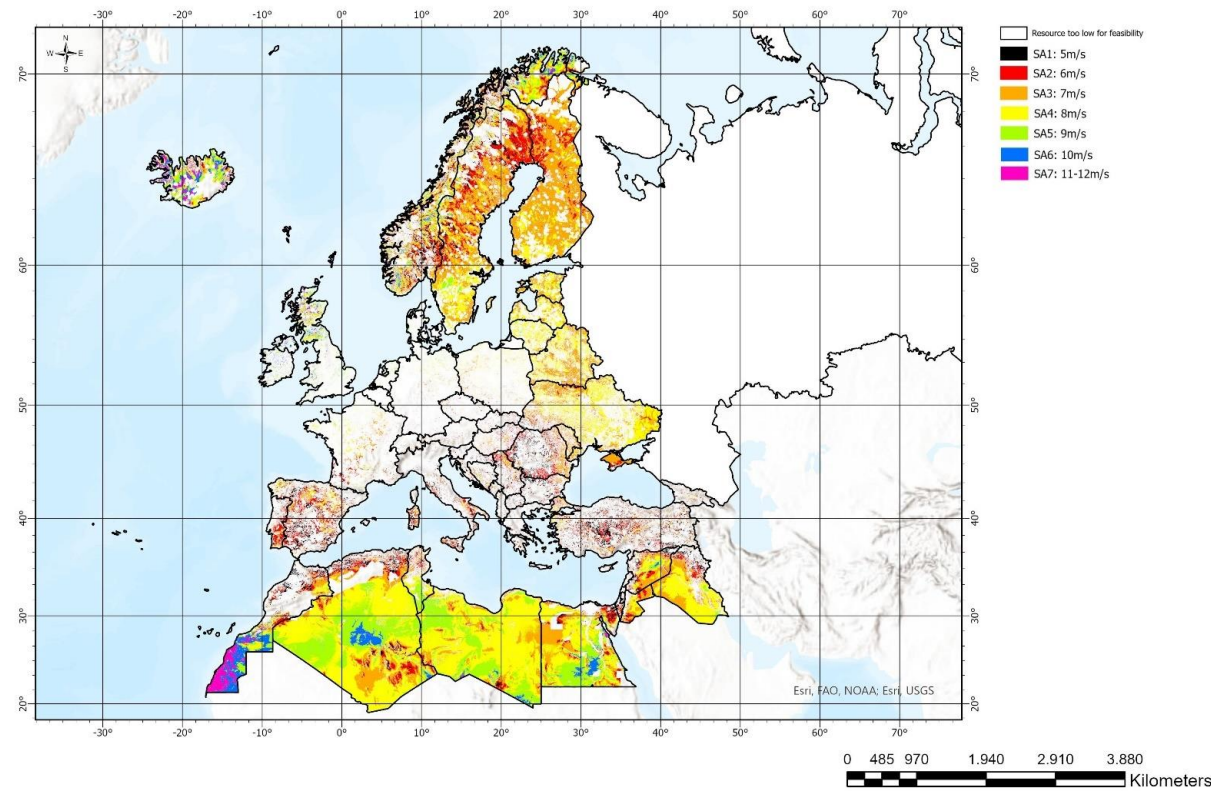 -30° -20° -10° 0° 10° 20° 30° 40° 50° 60° 70°
N
W E
S
70° 70°
60° 60°
50° 50°
40° 40°
30° 30°
20° 20°
-30° -20° -10° 0° 10° 20° 30° 40° 50° 60° 70°
Esri, FAO, NOAA; Esri, USGS
Resource too low for feasibility
SA1: 5m/s
SA2: 6m/s
SA3: 7m/s
SA4: 8m/s
SA5: 9m/s
SA6: 10m/s
SA7: 11-12m/s
0 485 970 1.940 2.910 3.880
Kilometers